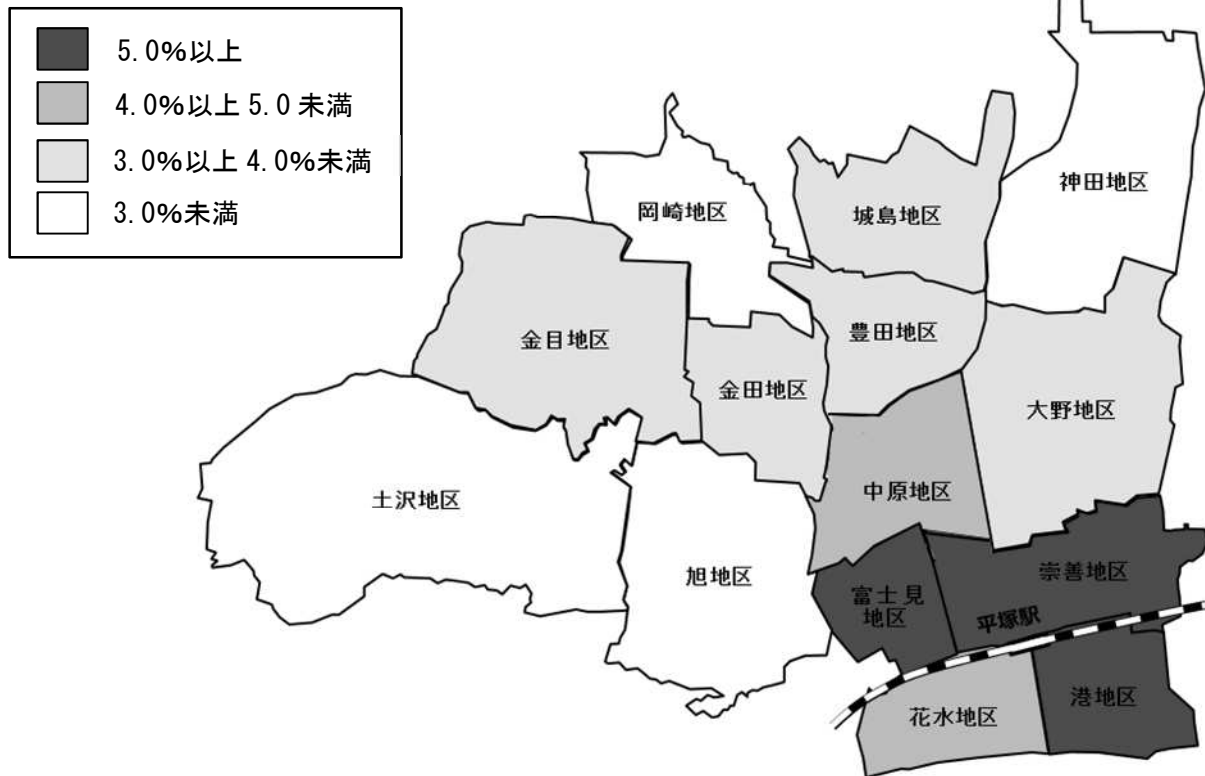 5.0%以上
4.0%以上 5.0 未満
3.0%以上 4.0%未満
3.0%未満
神田地区
岡崎地区
城島地区
金目地区
豊田地区
金田地区
大野地区
土沢地区
中原地区
旭地区
崇善地区
富士見
地区
平塚駅
花水地区
港地区